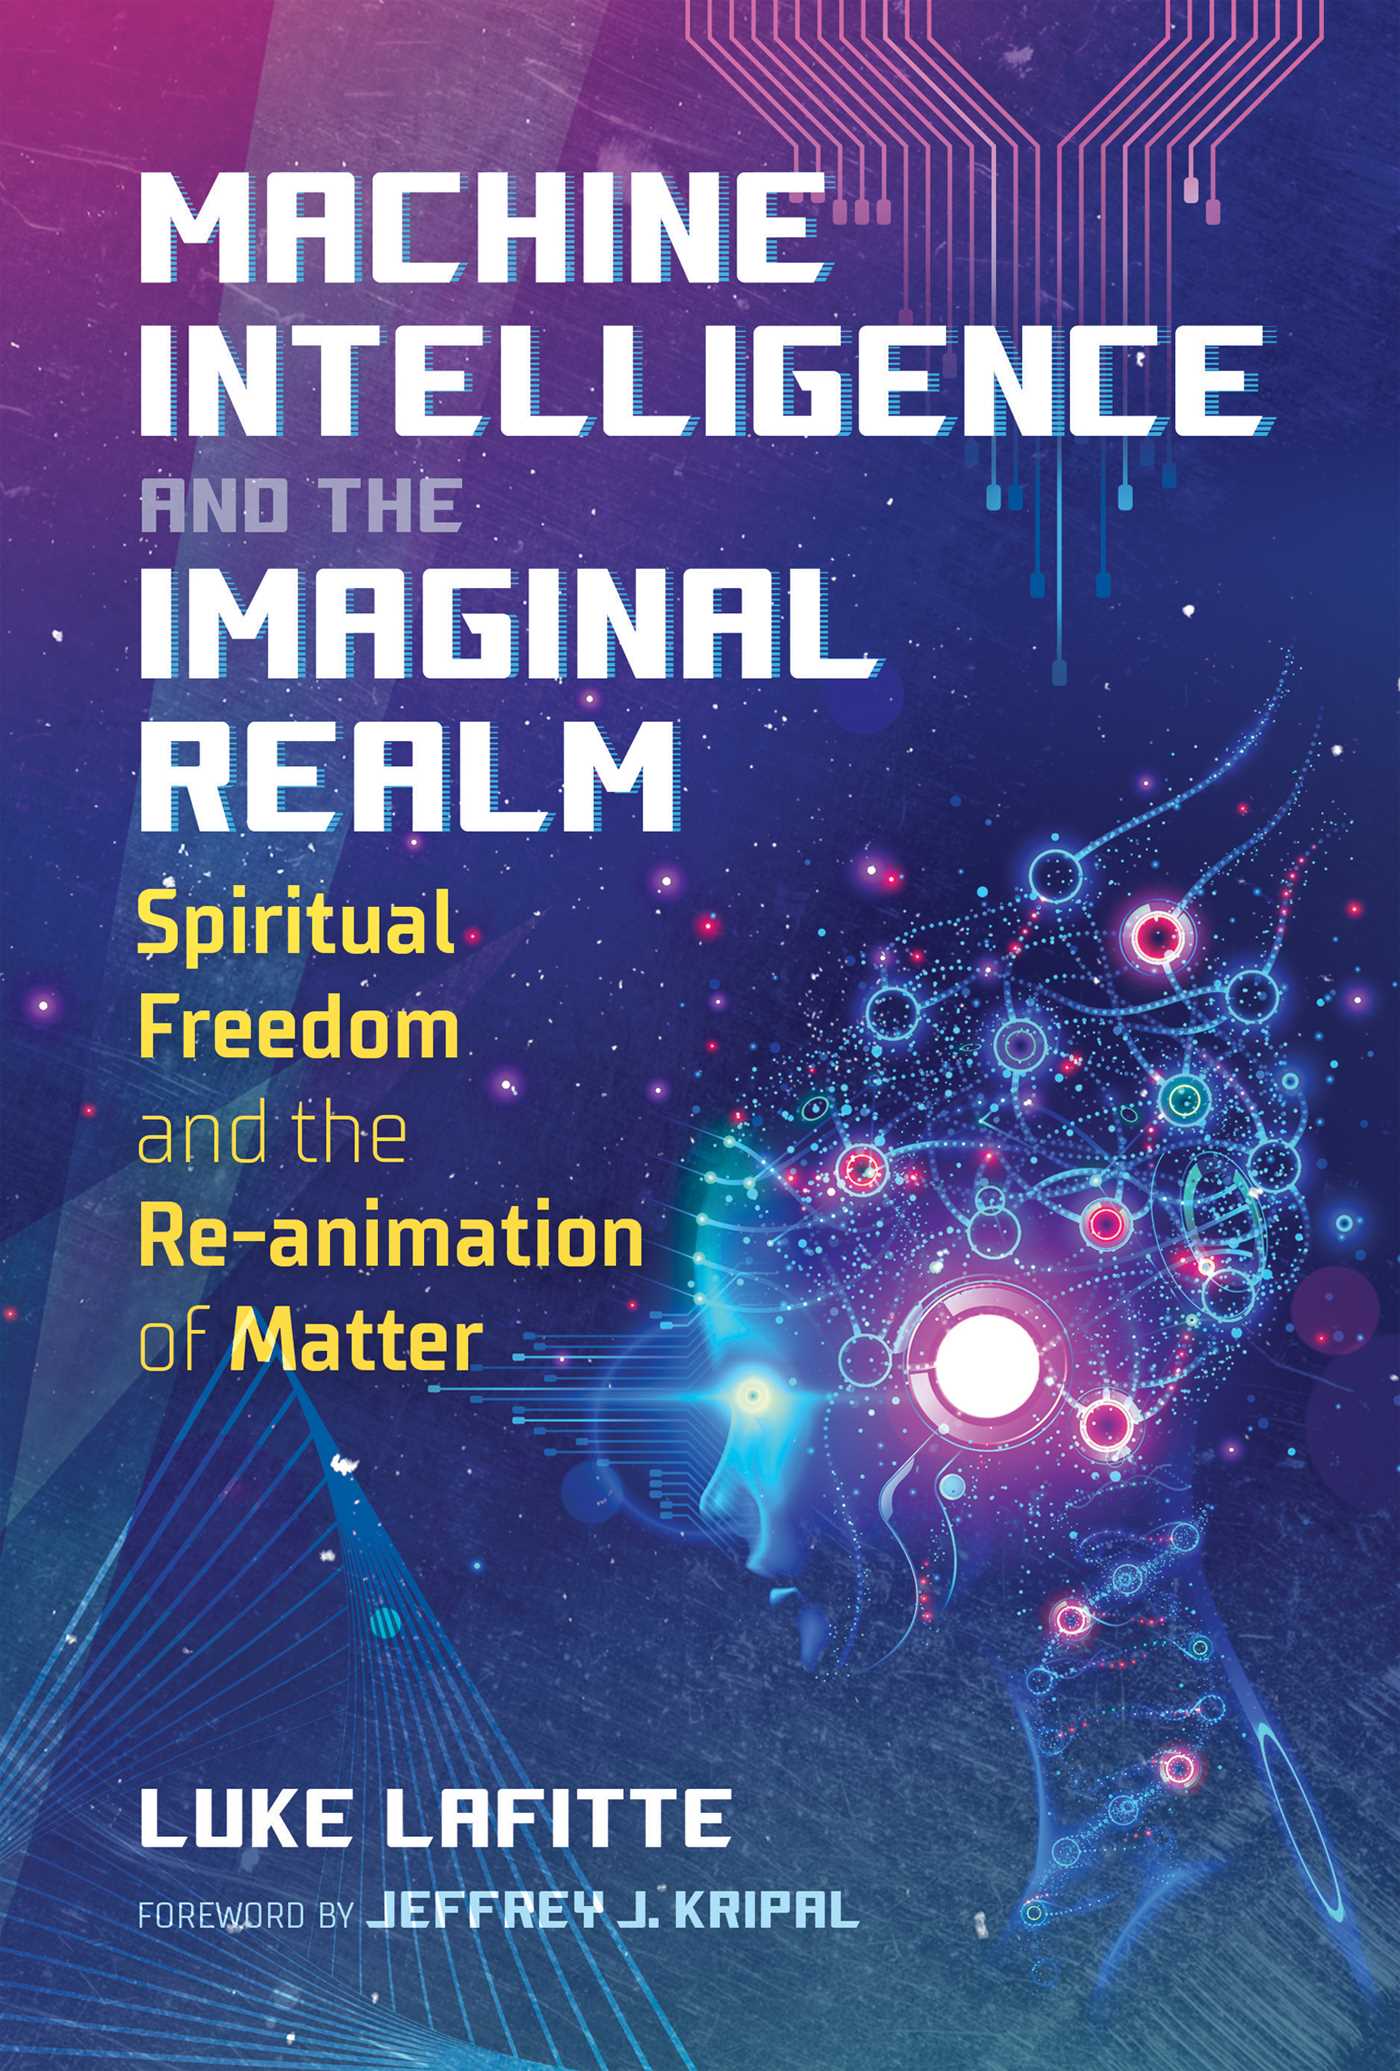 MACHINE
INTELLIGENCE
AND THE
IMAGINAL
REALM
Spiritual
Freedom
and the
Re-animation
of Matter
LUKE LAFITTE
FOREWORD BY JEFFREY J. KRIPAL